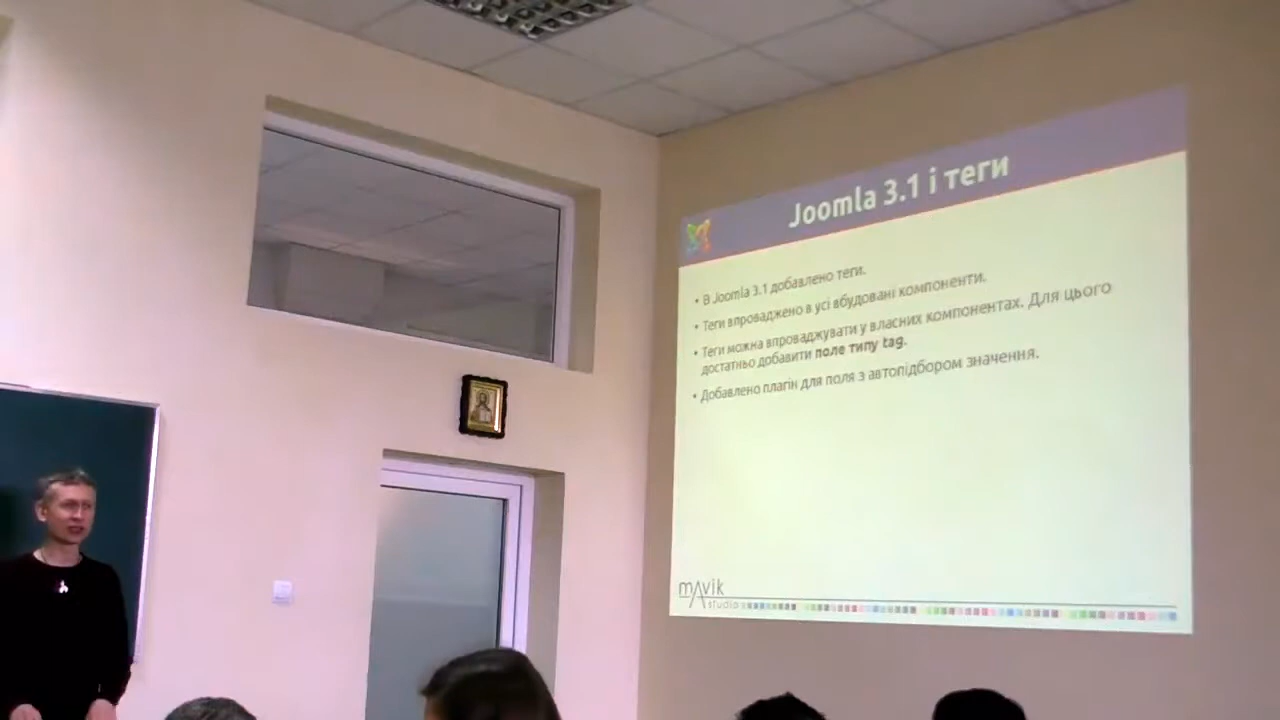 Joomla 3.1 і теги
• В Joomla 3.1 добавлено теги.
• Теги впроваджено в усі вбудовані компоненти.
• Теги можна впроваджувати у власних компонентах. Для цього
достатньо добавити поле типу tag.
• Добавлено плагін для поля з автопідбором значення.
mAvik
studio